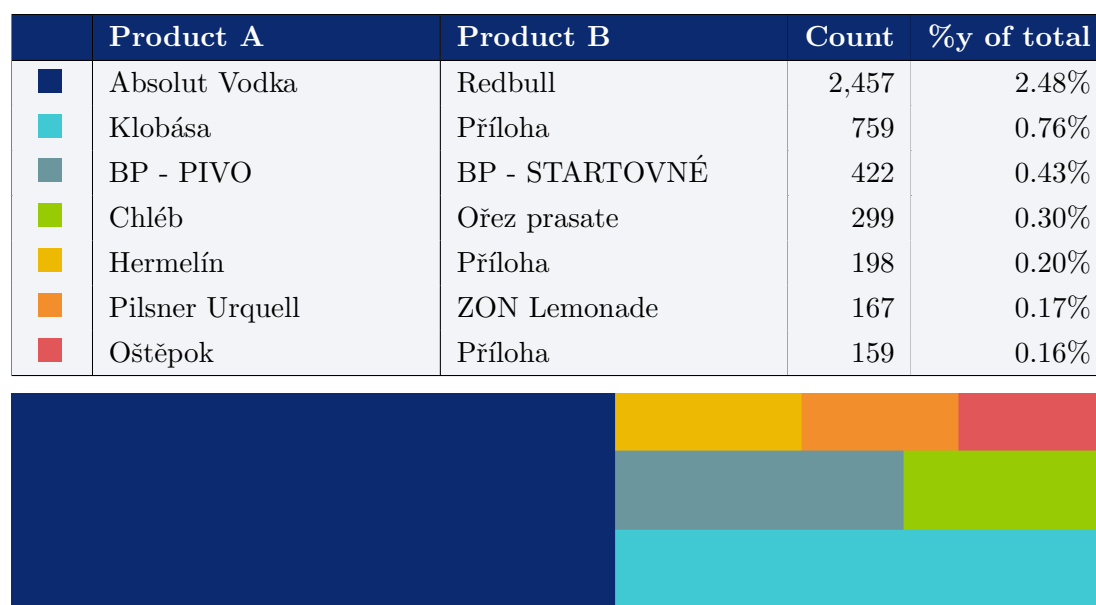 Product A Product B Count %y of total
Absolut Vodka Redbull 2,457 2.48%
Klobása Příloha 759 0.76%
BP - PIVO BP - STARTOVNÉ 422 0.43%
Chléb Ořez prasate 299 0.30%
Hermelín Příloha 198 0.20%
Pilsner Urquell ZON Lemonade 167 0.17%
Oštěpok Příloha 159 0.16%